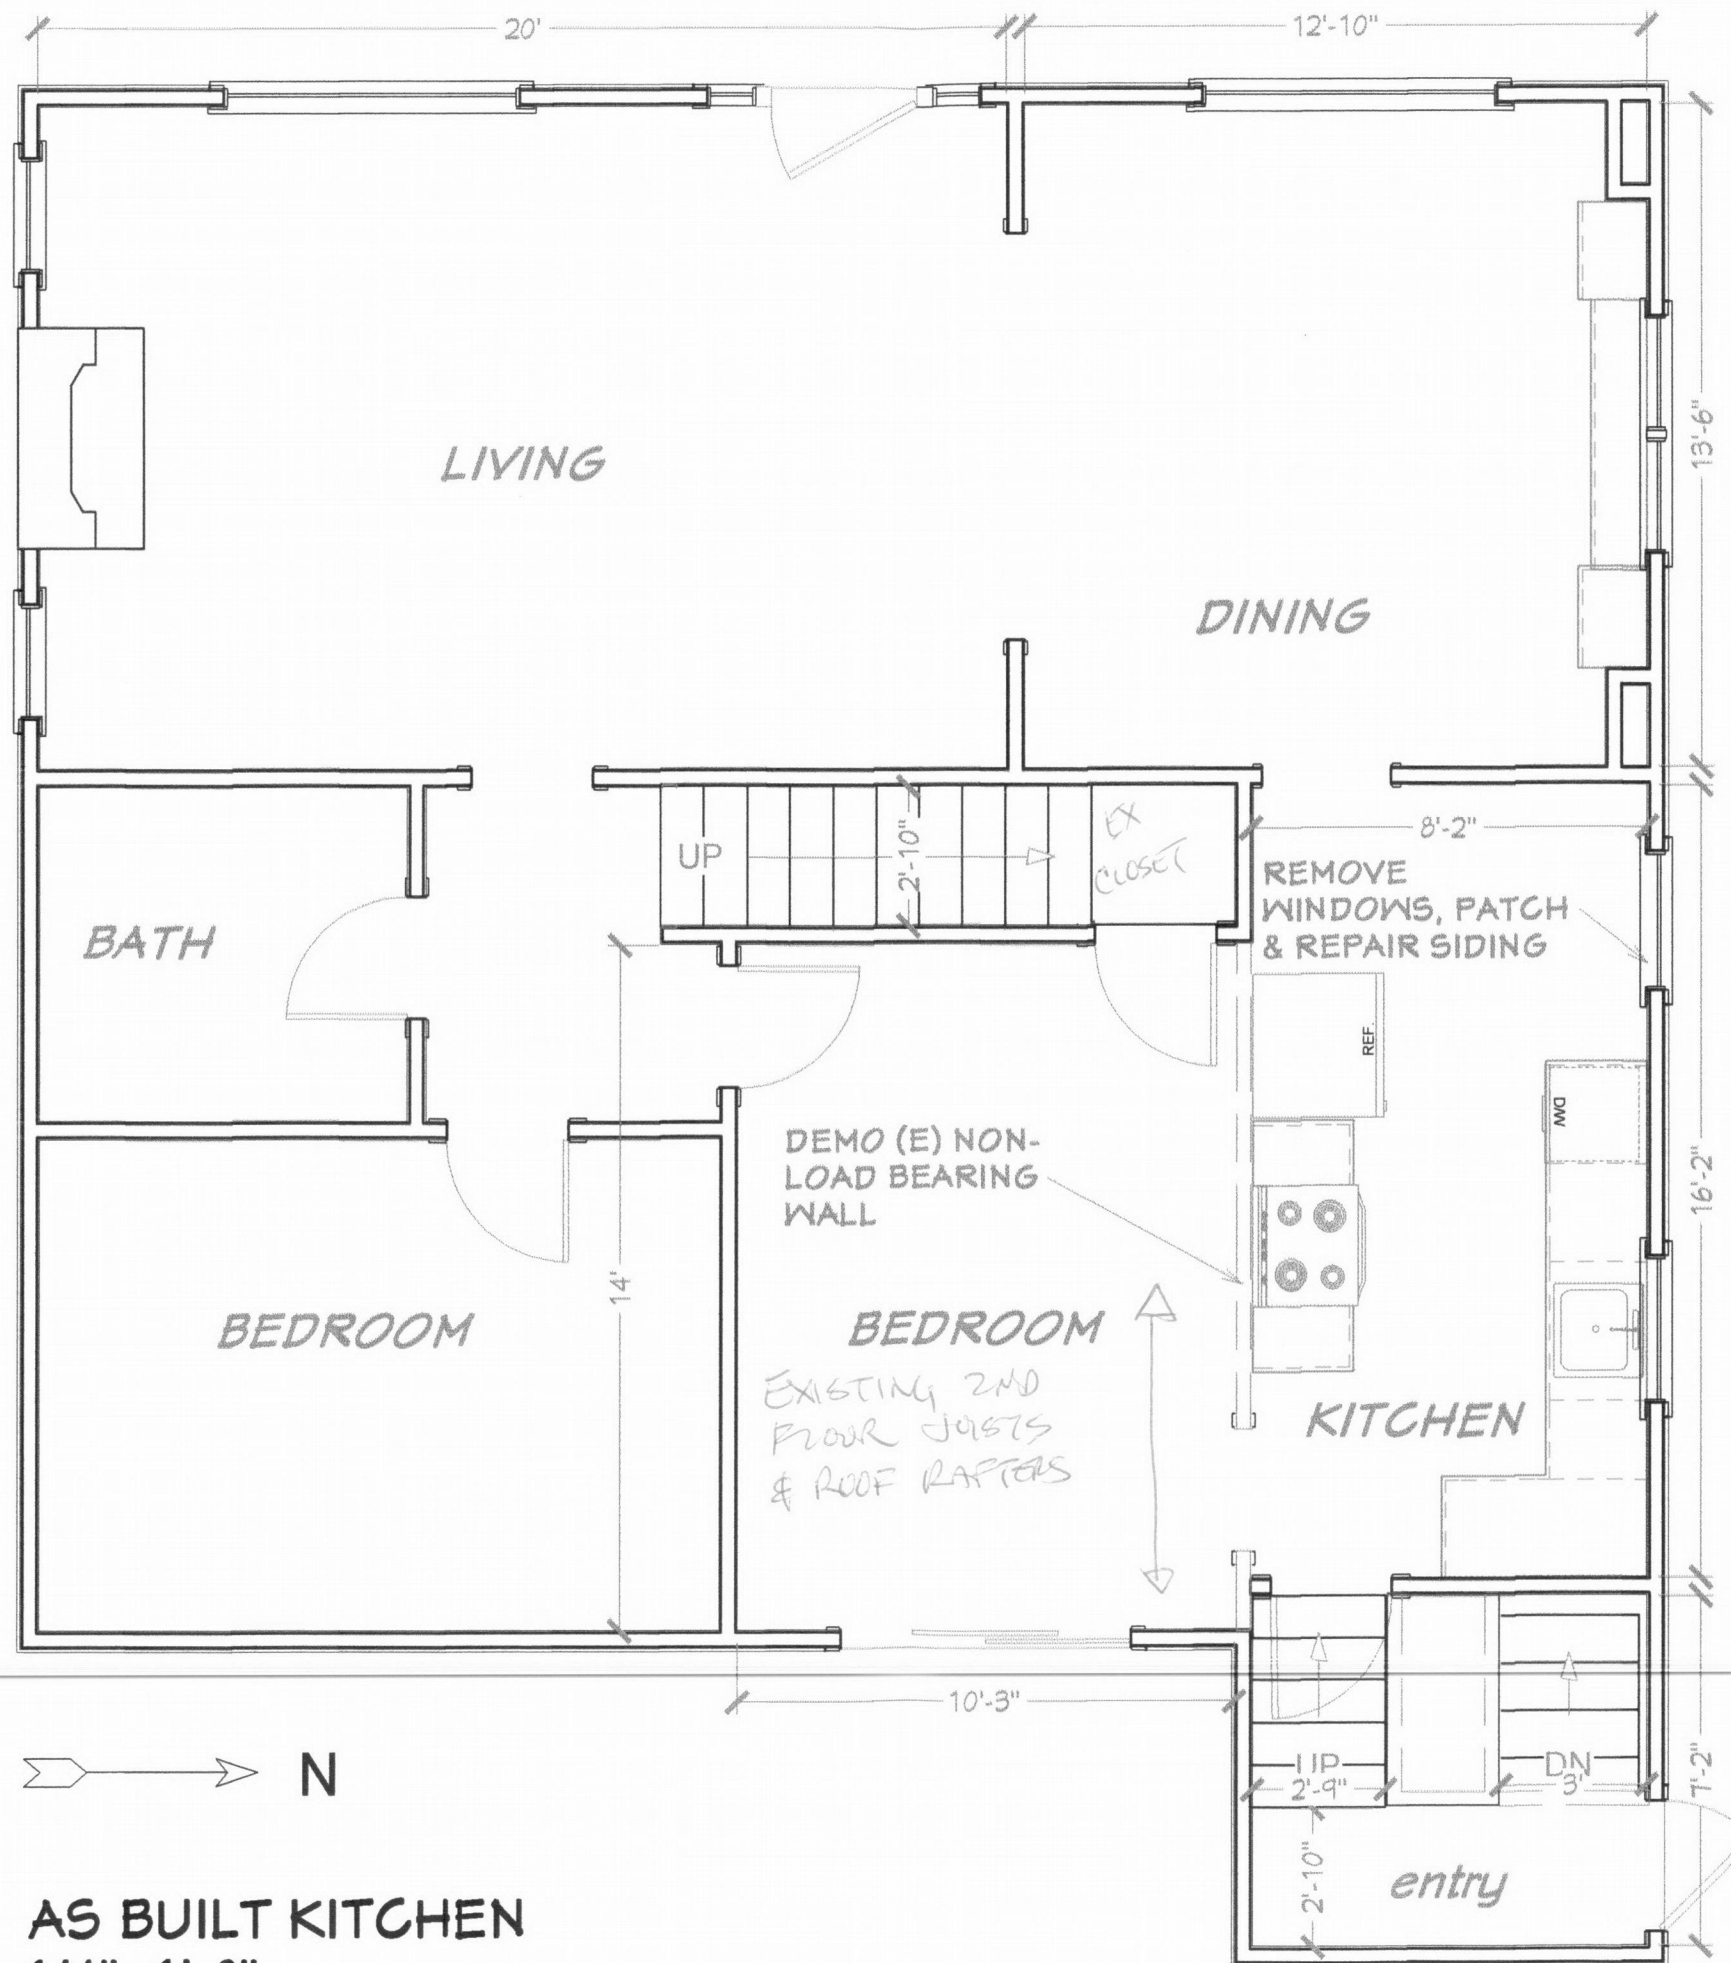 20'
12'-10"
13'-6"
LIVING
DINING
8'-2"
UP
2'-10"
EX
CLOSET
REMOVE
WINDOWS, PATCH
& REPAIR SIDING
BATH
REF.
DW
DEMO (E) NON-
LOAD BEARING
WALL
16'-2"
14'
BEDROOM
BEDROOM
EXISTING 2ND
FLOOR JOISTS
& ROOF RAFTERS
KITCHEN
10'-3"
UP
DN
2'-9"
3'
7'-2"
2'-10"
entry
N
AS BUILT KITCHEN